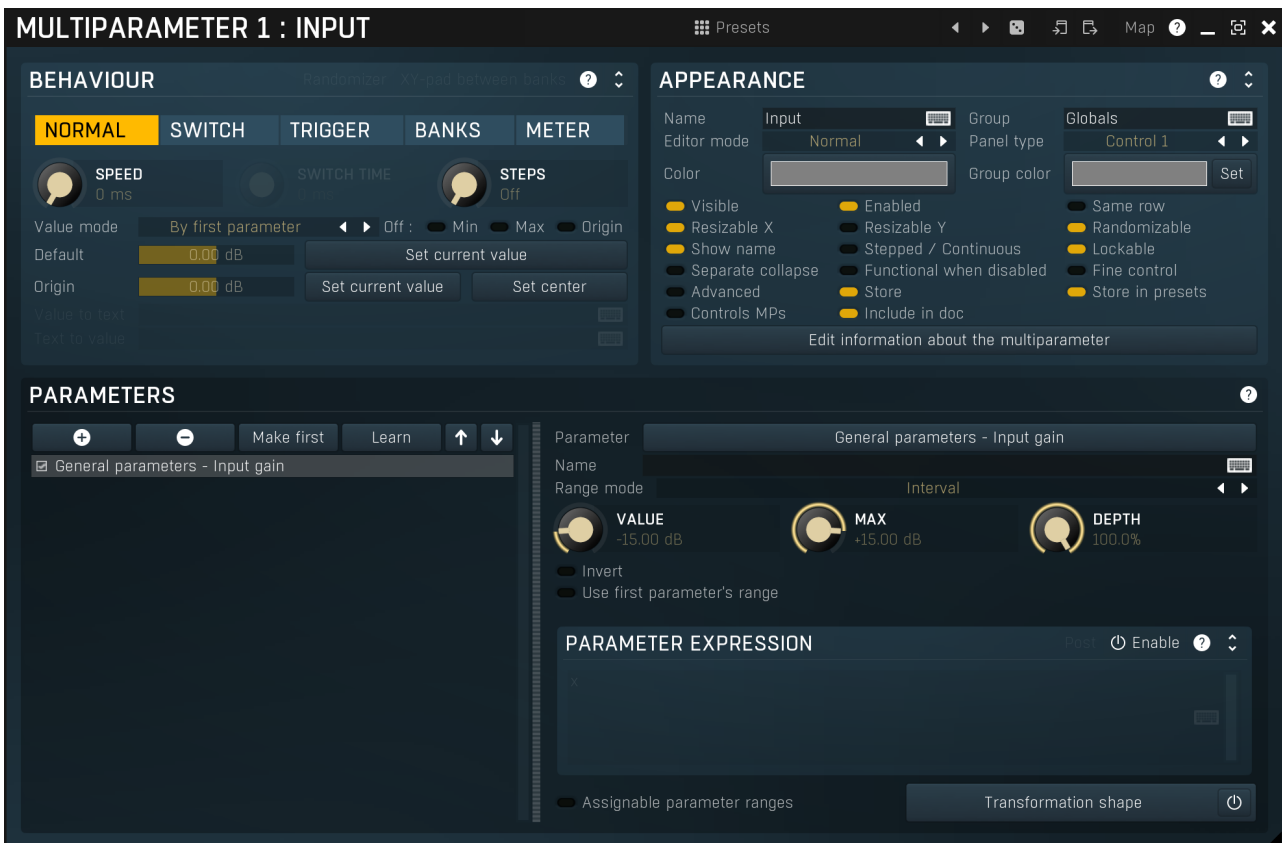 MULTIPARAMETER 1 : INPUT Presets Map ?
BEHAVIOUR Randomizer XY-pad between banks ?
NORMAL SWITCH TRIGGER BANKS METER
SPEED SWITCH TIME STEPS
0 ms Off
Value mode By first parameter Off : Min Max Origin
Default 0.00 dB Set current value
Origin 0.00 dB Set current value Set center
Value to text
Text to value
APPEARANCE ?
Name Input Group Globals
Editor mode Normal Panel type Control 1
Color Group color Set
Visible Enabled Same row
Resizable X Resizable Y Randomizable
Show name Stepped / Continuous Lockable
Separate collapse Functional when disabled Fine control
Advanced Store Store in presets
Controls MPs Include in doc
Edit information about the multiparameter
PARAMETERS ?
Make first Learn
General parameters - Input gain
Parameter General parameters - Input gain
Name
Range mode Interval
VALUE MAX DEPTH
-15.00 dB +15.00 dB 100.0%
Invert
Use first parameter's range
PARAMETER EXPRESSION Post Enable ?
x
Assignable parameter ranges Transformation shape